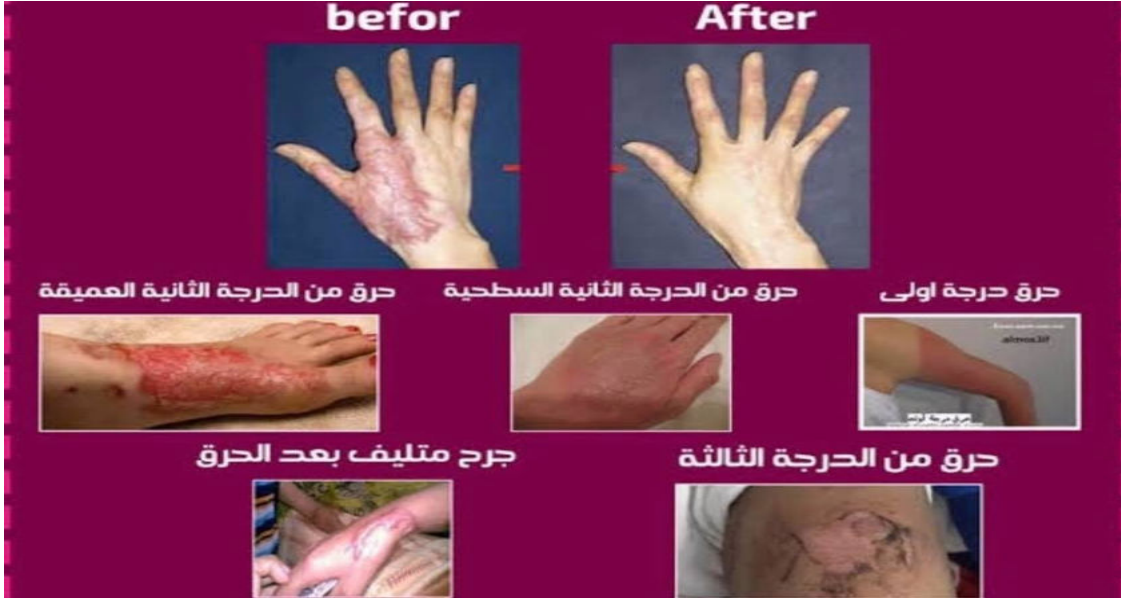 befor After
حرق درجة اولى حرق من الدرجة الثانية السطحية حرق من الدرجة الثانية العميقة
حرق من الدرجة الثالثة جرح متليف بعد الحرق